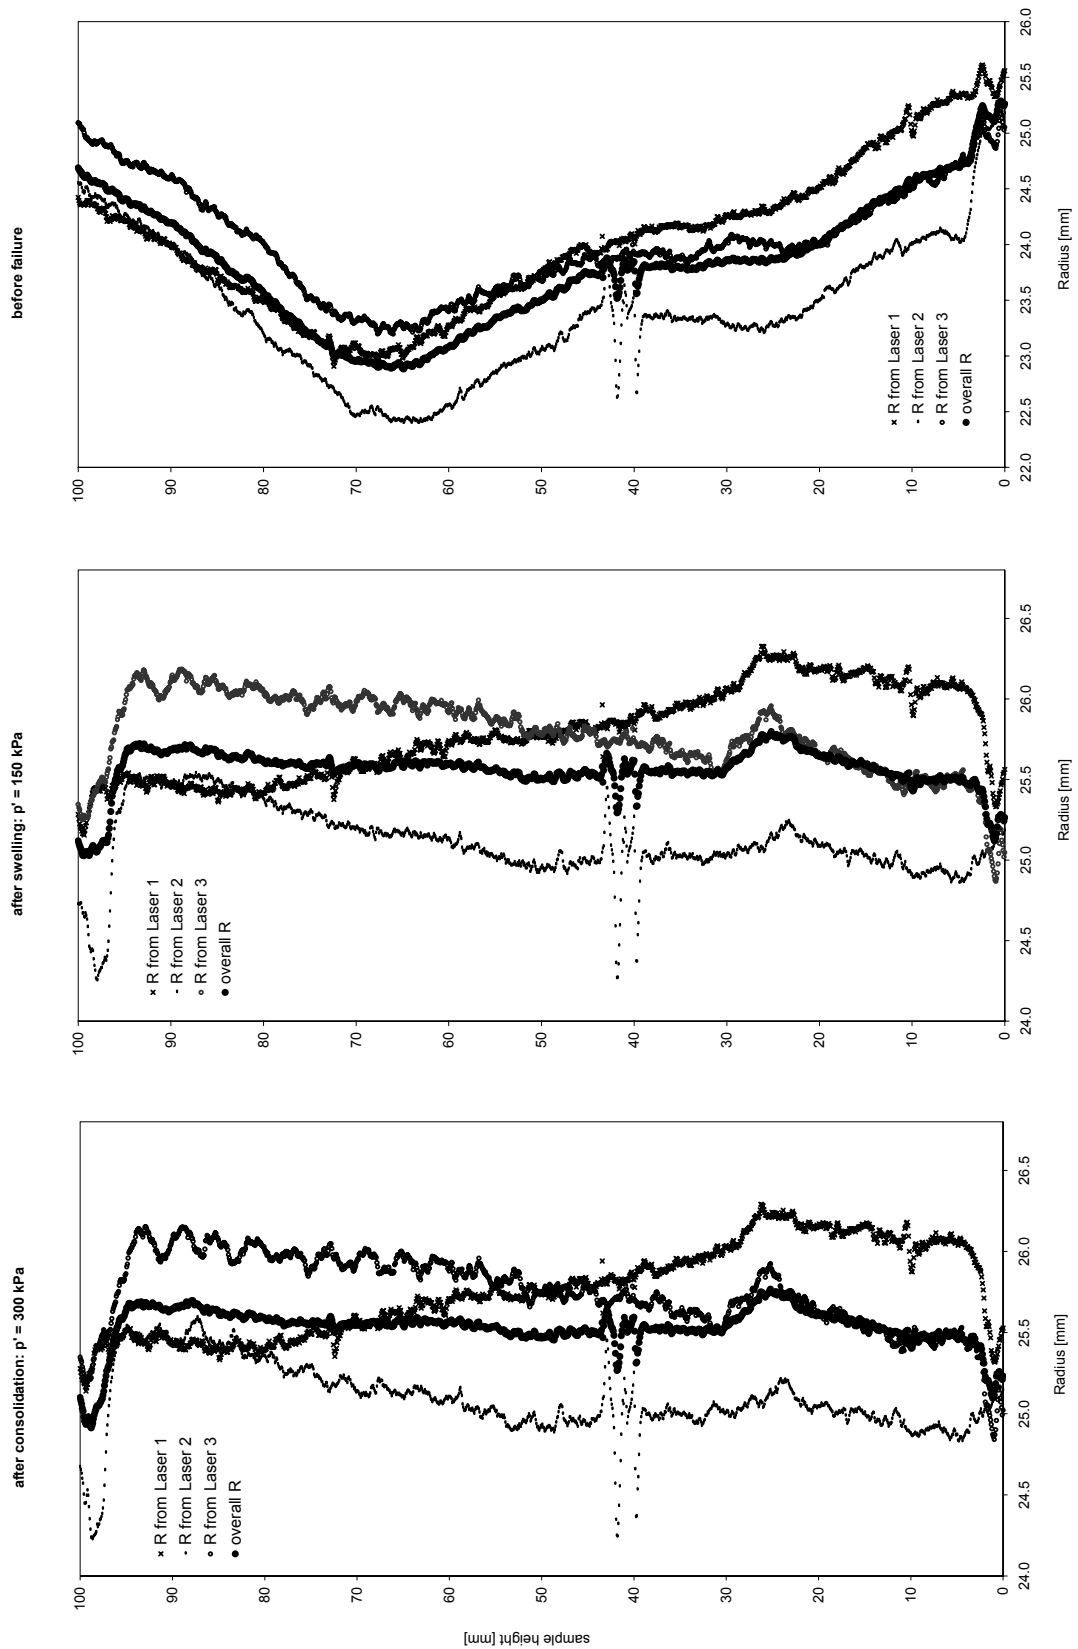 after consolidation: p' = 300 kPa
sample height [mm]
100
90
80
70
60
50
40
30
20
10
0
R from Laser 1
R from Laser 2
R from Laser 3
overall R
24.0
24.5
25.0
25.5
26.0
26.5
Radius [mm]
after swelling: p' = 150 kPa
100
90
80
70
60
50
40
30
20
10
0
R from Laser 1
R from Laser 2
R from Laser 3
overall R
24.0
24.5
25.0
25.5
26.0
26.5
Radius [mm]
before failure
100
90
80
70
60
50
40
30
20
10
0
R from Laser 1
R from Laser 2
R from Laser 3
overall R
22.0
22.5
23.0
23.5
24.0
24.5
25.0
25.5
26.0
Radius [mm]